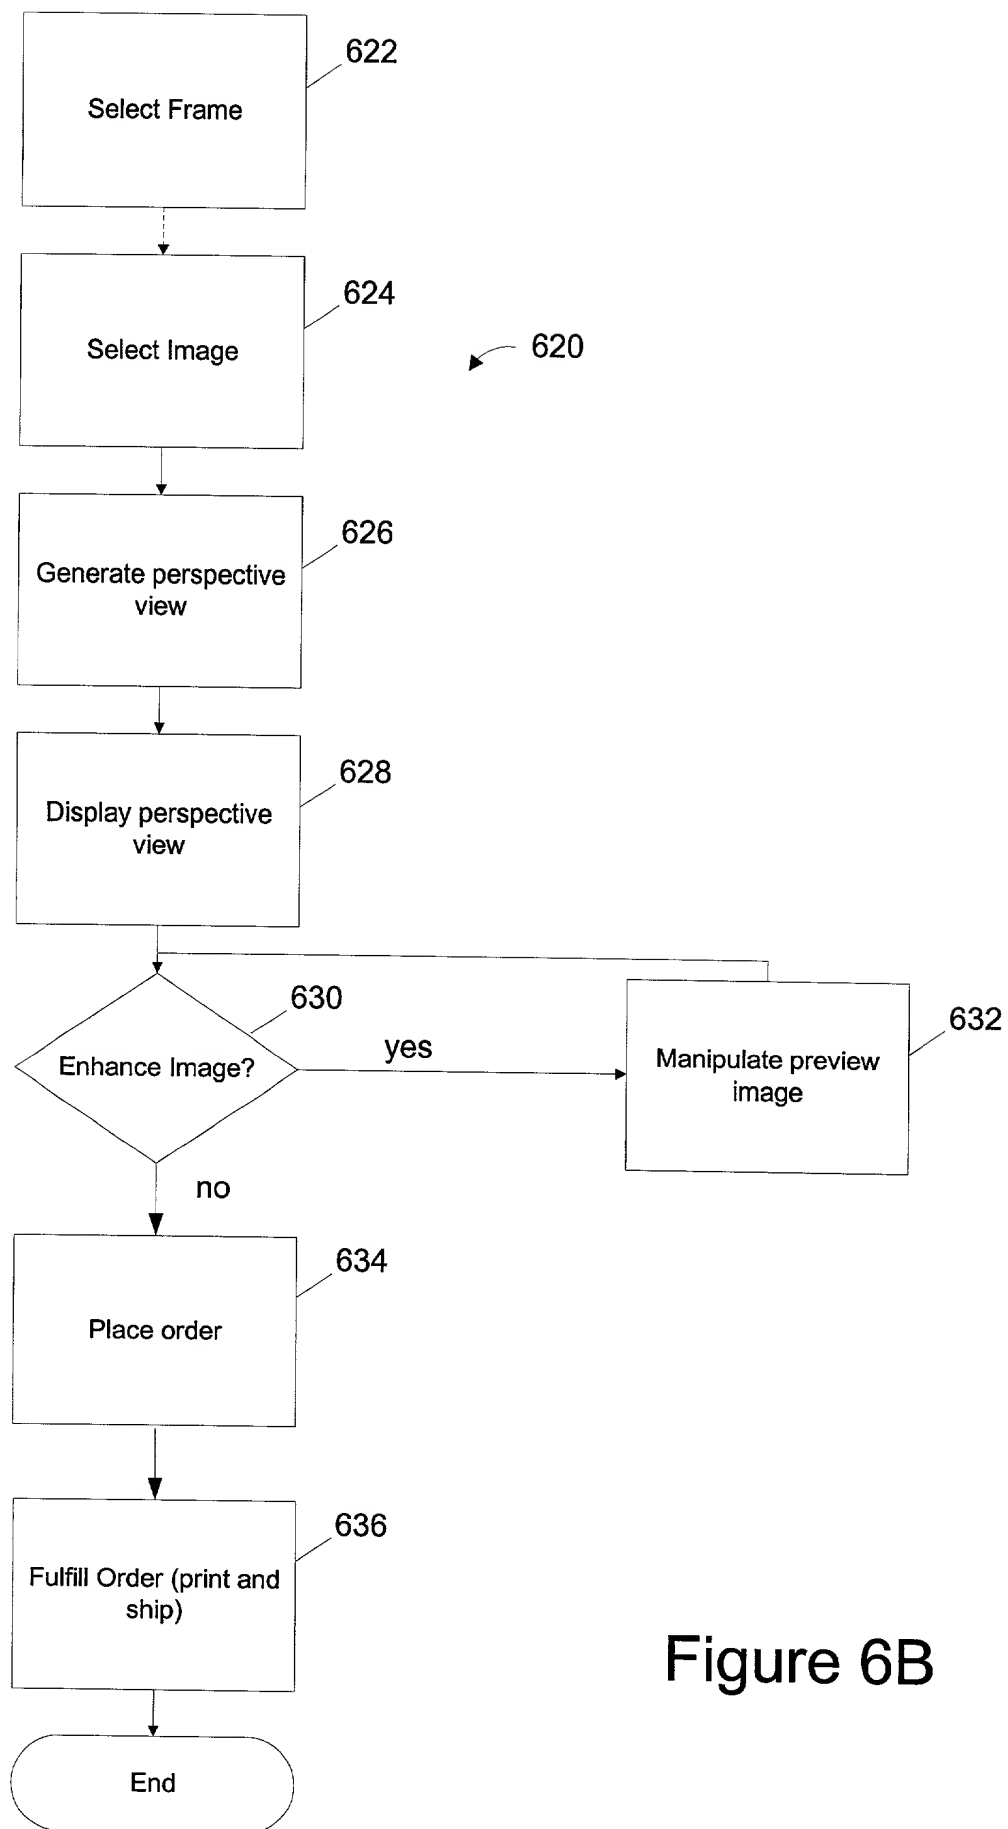 622
Select Frame
624
Select Image
620
626
Generate perspective
view
628
Display perspective
view
630
Enhance Image?
yes
632
Manipulate preview
image
no
634
Place order
636
Fulfill Order (print and
ship)
Figure 6B
End